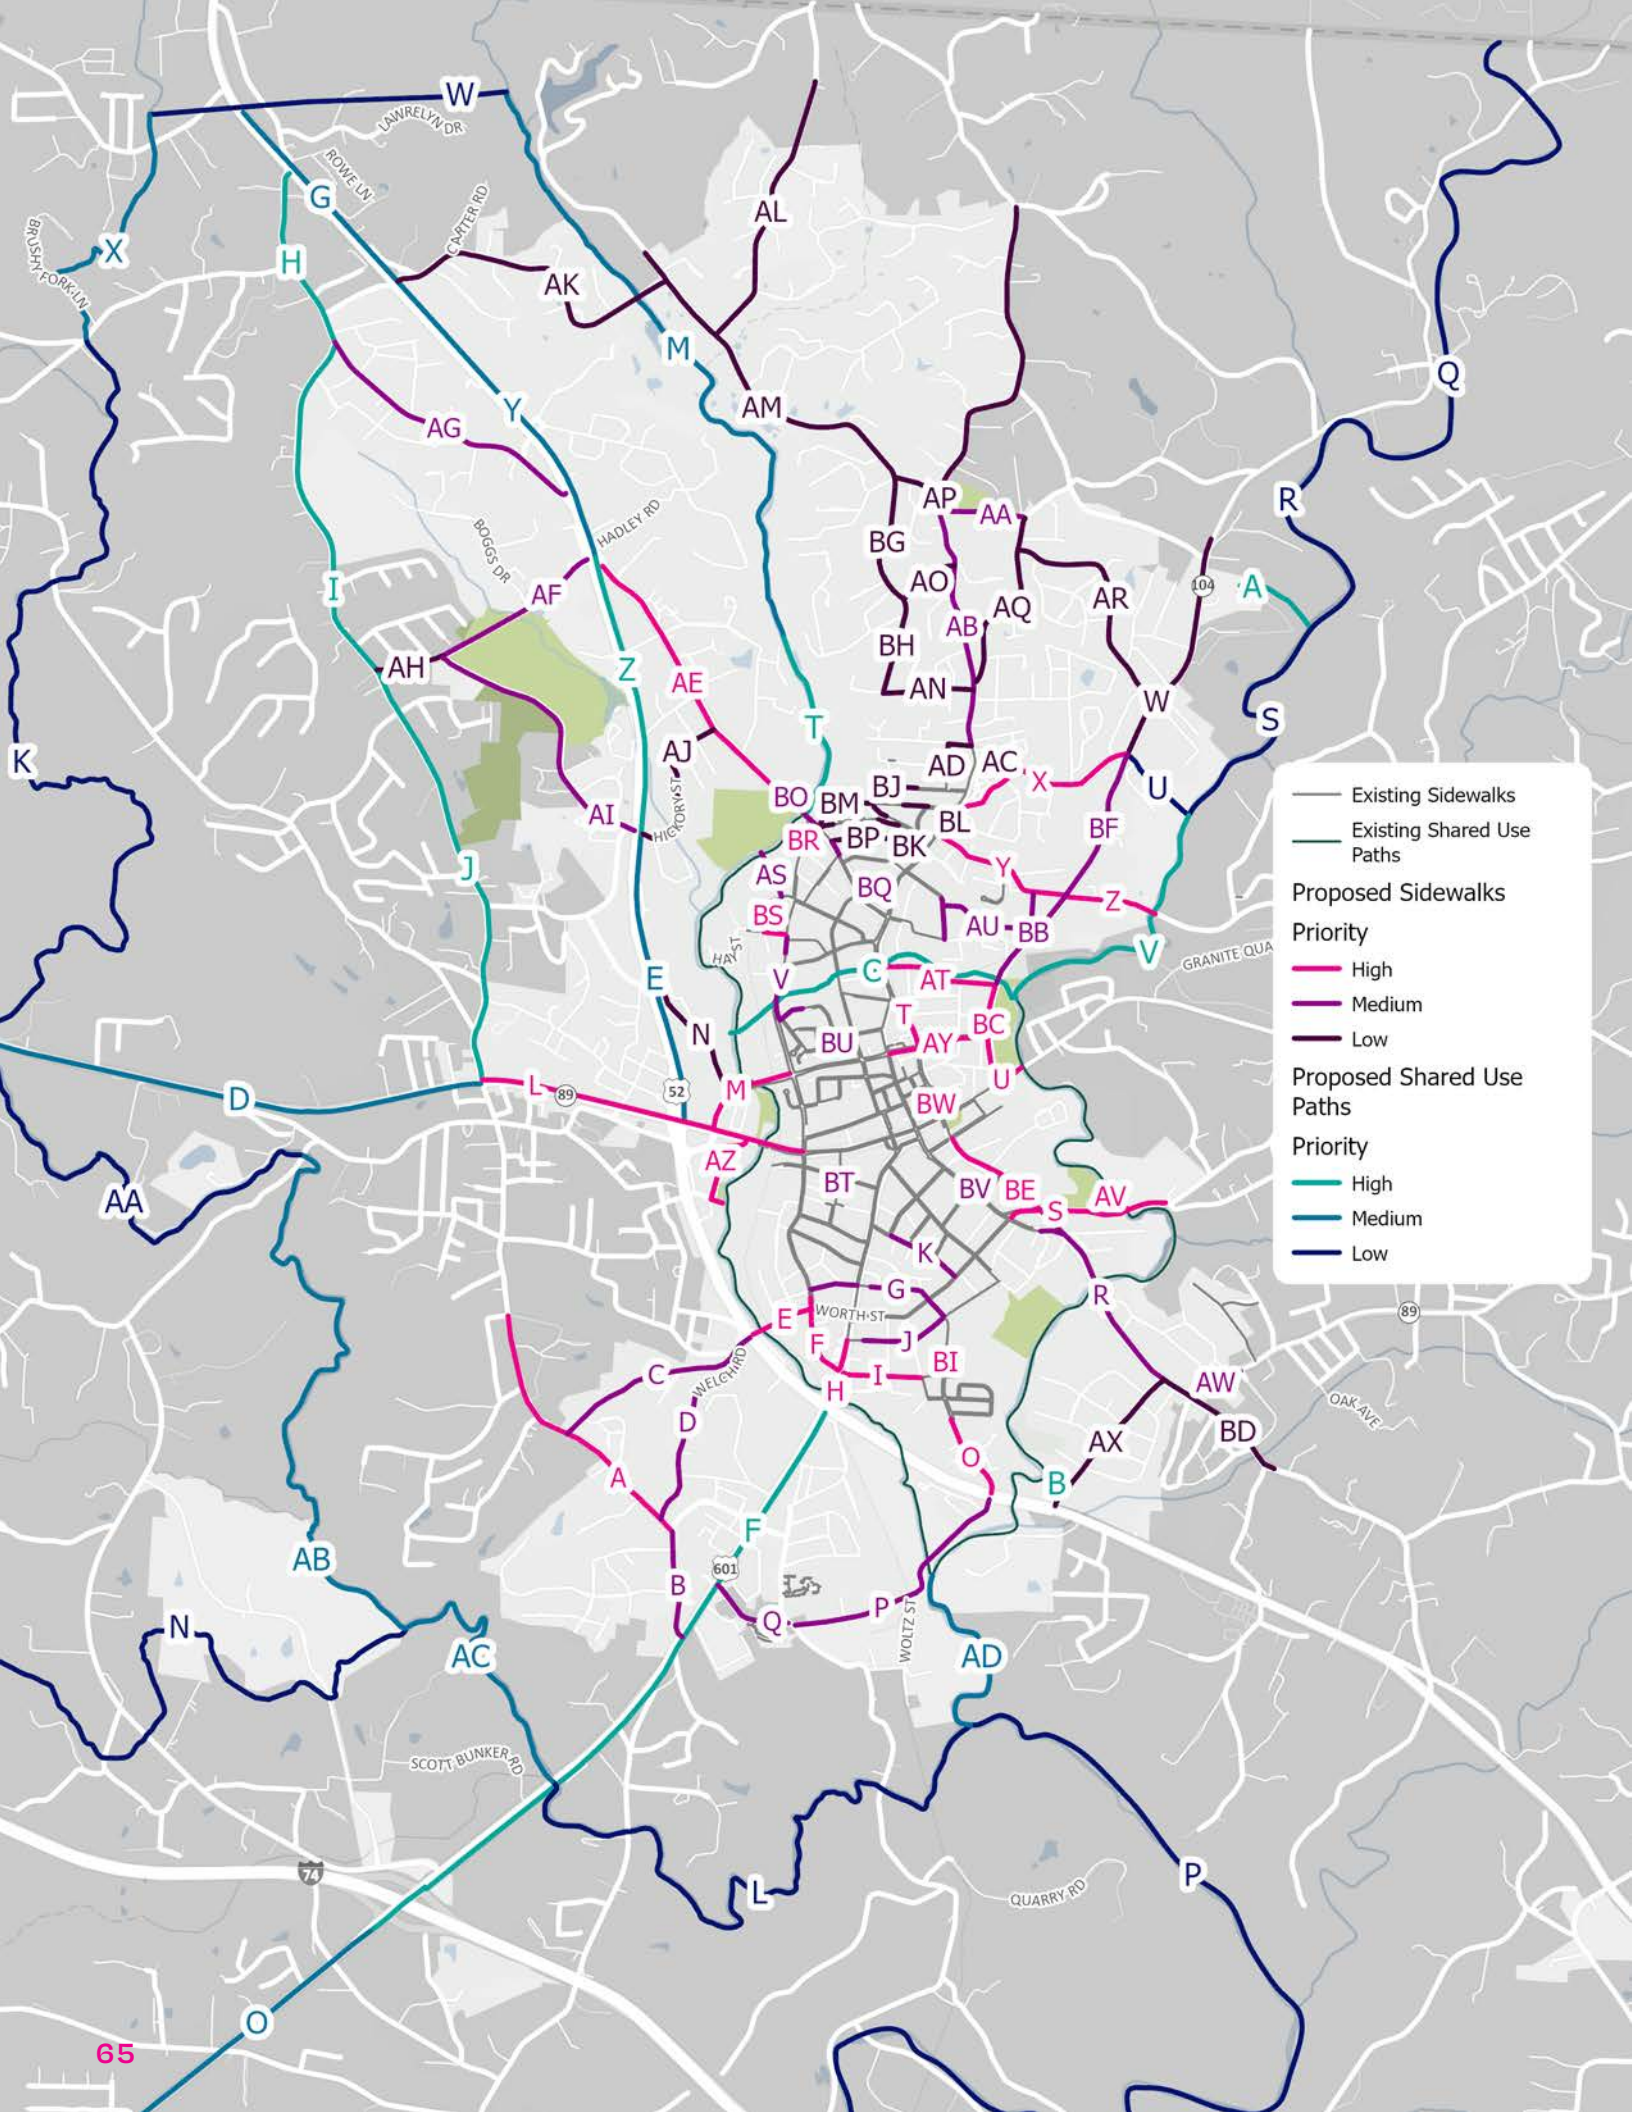 W
LAWRELYN DR
ROWE LN
G
CARTER RD
AL
BRUSHY FORK LN
X
H
AK
M
Q
Y
AM
AG
R
AP
AA
HADLEY RD
BG
BOGGS DR
AO
I
AF
AQ
AR
104
A
AB
BH
AH
Z
AE
AN
W
S
T
AJ
K
AD
AC
X
U
BJ
BO
BM
HICKORY ST
AI
BL
BF
BR
BP
BK
Y
J
AS
BQ
Z
BS
AU
BB
HAY ST
V
GRANITE QUA
V
C
AT
E
T
BC
N
BU
AY
U
L
89
52
M
D
BW
AZ
BT
BV
BE
AV
S
AA
K
G
R
E
WORTH ST
89
F
J
BI
C
WELCH RD
I
H
AW
D
OAK AVE
BD
AX
O
A
B
F
AB
601
B
Q
P
N
WOLTZ ST
AC
AD
SCOTT BUNKER RD
74
L
P
QUARRY RD
O
65
Existing Sidewalks
Existing Shared Use
Paths
Proposed Sidewalks
Priority
High
Medium
Low
Proposed Shared Use
Paths
Priority
High
Medium
Low